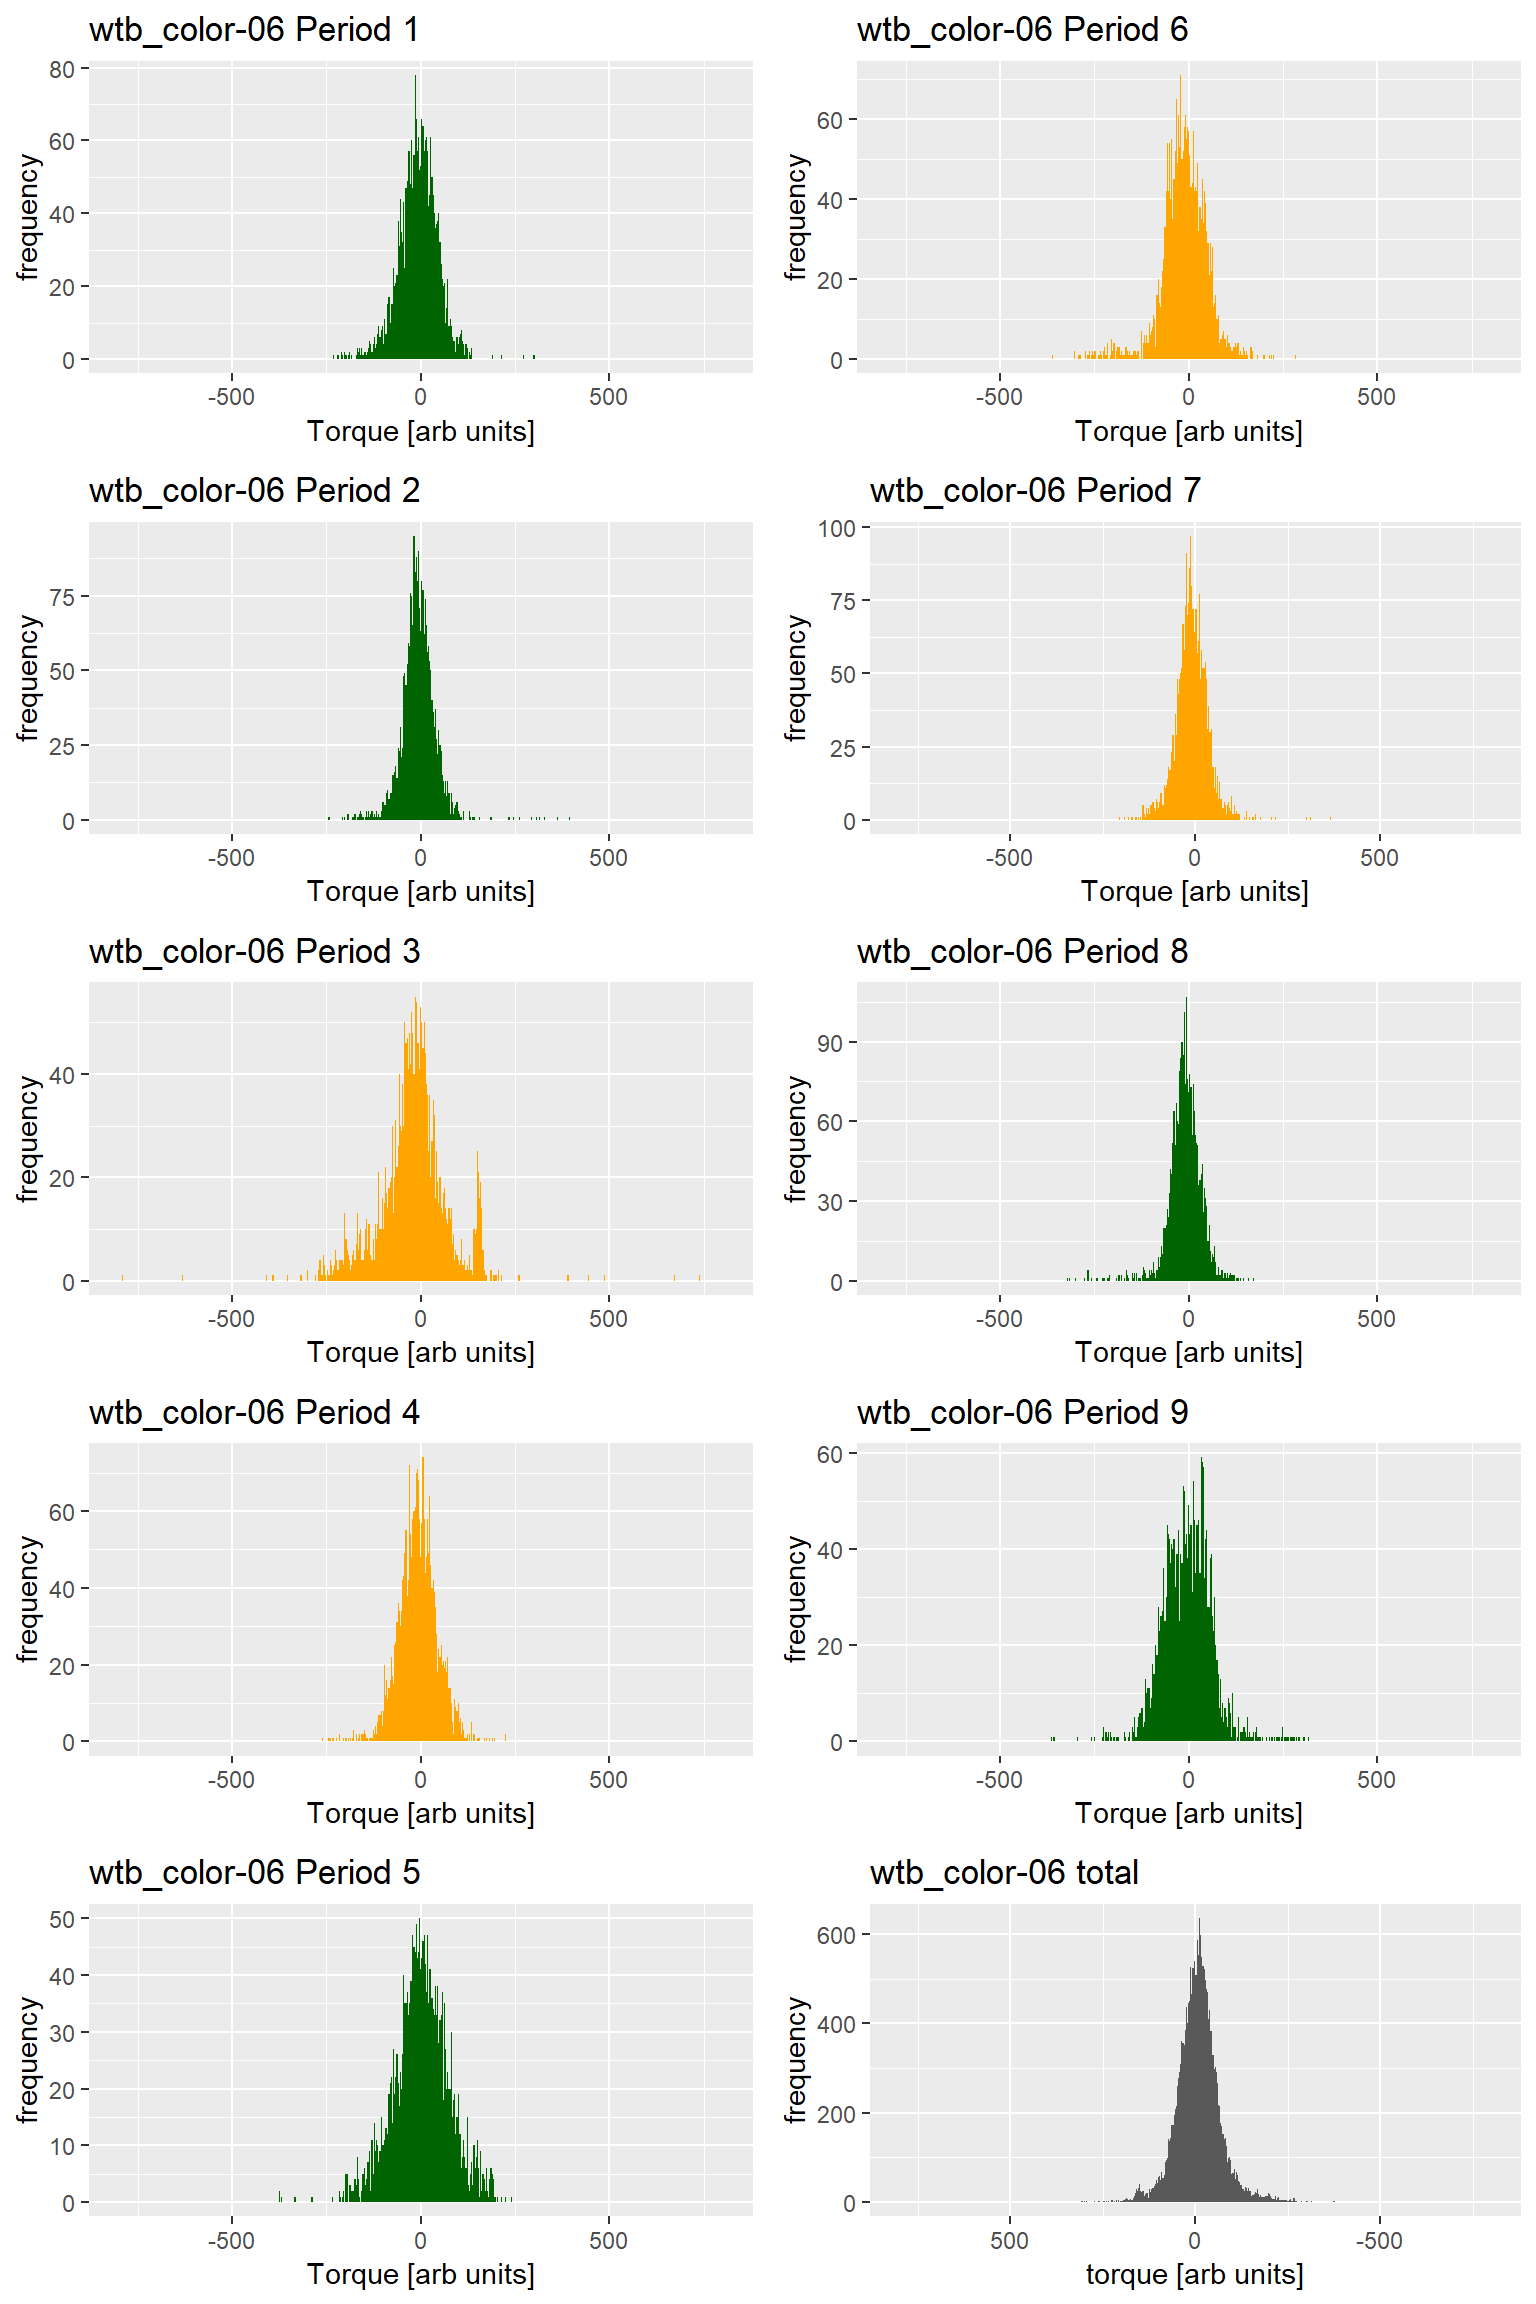 wtb_color-06 Period 1
80
60
40
20
0
frequency
-500 0 500
Torque [arb units]
wtb_color-06 Period 6
60
40
20
0
frequency
-500 0 500
Torque [arb units]
wtb_color-06 Period 2
75
50
25
0
frequency
-500 0 500
Torque [arb units]
wtb_color-06 Period 7
100
75
50
25
0
frequency
-500 0 500
Torque [arb units]
wtb_color-06 Period 3
40
20
0
frequency
-500 0 500
Torque [arb units]
wtb_color-06 Period 8
90
60
30
0
frequency
-500 0 500
Torque [arb units]
wtb_color-06 Period 4
60
40
20
0
frequency
-500 0 500
Torque [arb units]
wtb_color-06 Period 9
60
40
20
0
frequency
-500 0 500
Torque [arb units]
wtb_color-06 Period 5
50
40
30
20
10
0
frequency
-500 0 500
Torque [arb units]
wtb_color-06 total
600
400
200
0
frequency
500 0 -500
torque [arb units]